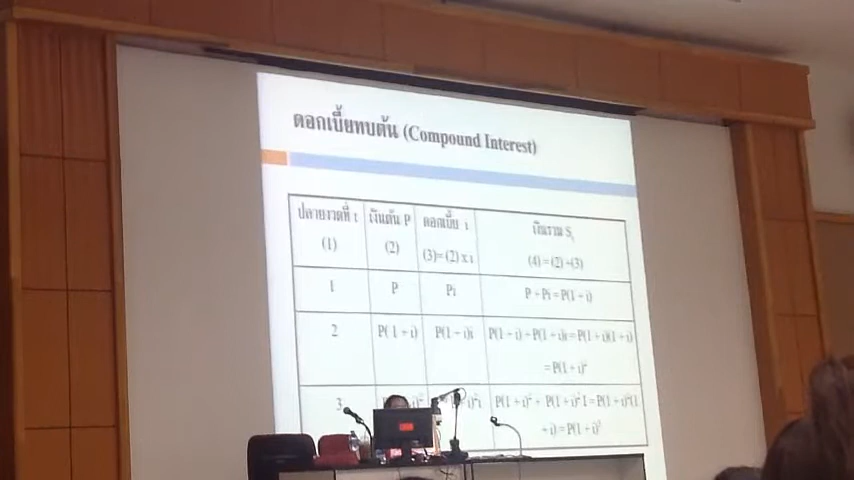 ดอกเบี้ยทบต้น (Compound Interest)
ปลายงวดที่ t เงินต้น P ดอกเบี้ย i เงินรวม Sₜ
(1) (2) (3)=(2) x i (4) = (2) +(3)
1 P Pi P + Pi = P(1 + i)
2 P(1 + i) P(1 + i)i P(1 + i) + P(1 + i)i = P(1 + i)(1 + i)
= P(1 + i)²
3 P(1 + i)² + P(1 + i)² I = P(1 + i)²(1
+ i) = P(1 + i)³